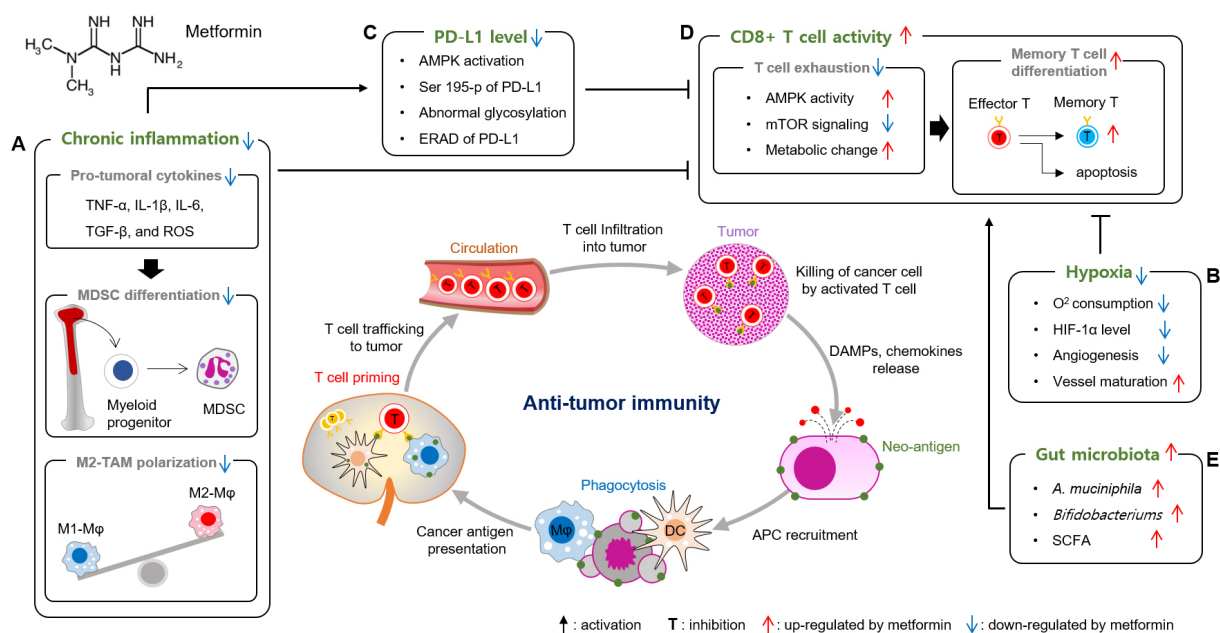 NH NH
H₃C
N
N
H
NH₂
CH₃
Metformin
A
Chronic inflammation
Pro-tumoral cytokines
TNF-α, IL-1β, IL-6,
TGF-β, and ROS
MDSC differentiation
Myeloid
progenitor
MDSC
M2-TAM polarization
M2-Mφ
M1-Mφ
C
PD-L1 level
• AMPK activation
• Ser 195-p of PD-L1
• Abnormal glycosylation
• ERAD of PD-L1
D
CD8+ T cell activity
T cell exhaustion
• AMPK activity
• mTOR signaling
• Metabolic change
Memory T cell
differentiation
Effector T
Memory T
T
T
apoptosis
B
Hypoxia
• O² consumption
• HIF-1α level
• Angiogenesis
• Vessel maturation
E
Gut microbiota
• A. muciniphila
• Bifidobacteriums
• SCFA
Circulation
T T T T
T cell Infiltration
into tumor
Tumor
T T
T T
Killing of cancer cell
by activated T cell
DAMPs, chemokines
release
Neo-antigen
APC recruitment
Phagocytosis
Mφ
DC
Cancer antigen
presentation
T cell priming
T
T
T cell trafficking
to tumor
Anti-tumor immunity
: activation T : inhibition : up-regulated by metformin : down-regulated by metformin